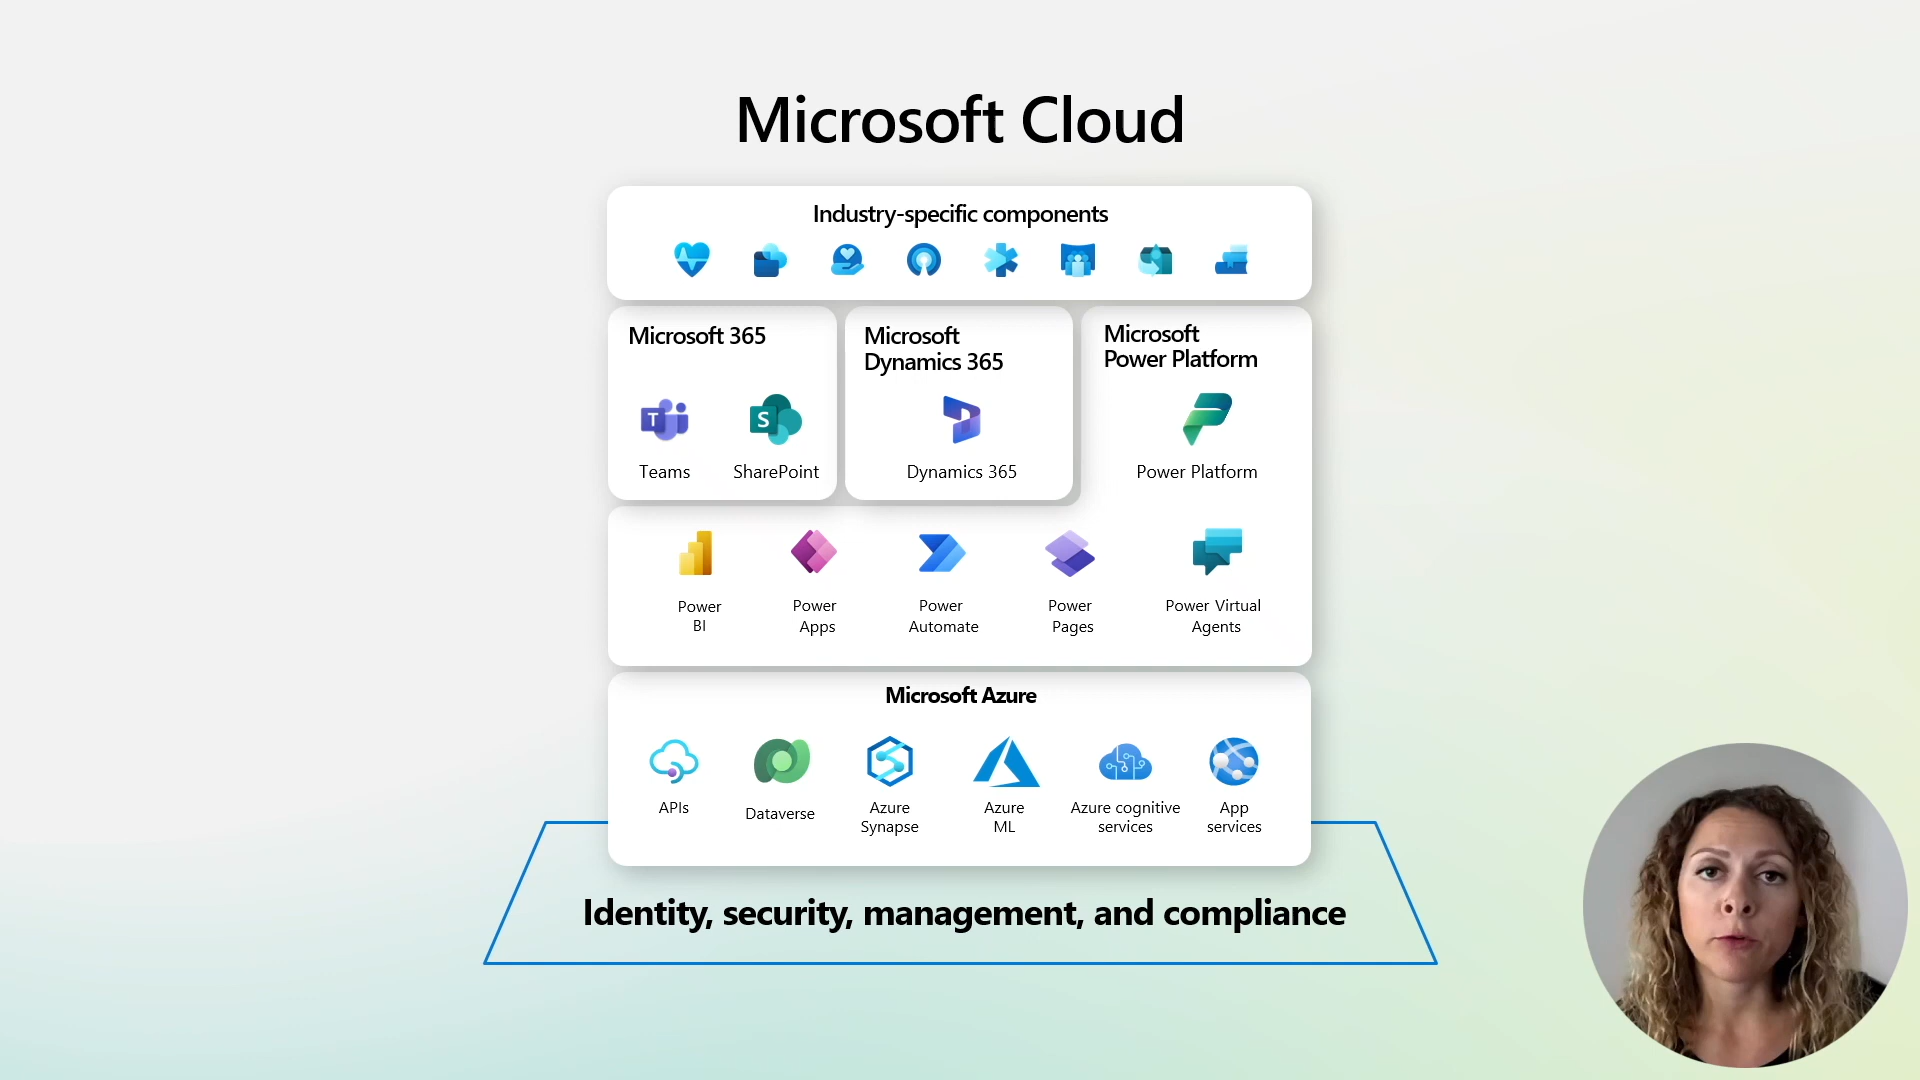 Microsoft Cloud
Industry-specific components
Microsoft 365
Microsoft
Dynamics 365
Microsoft
Power Platform
T
S
Teams
SharePoint
Dynamics 365
Power Platform
Power
BI
Power
Apps
Power
Automate
Power
Pages
Power Virtual
Agents
Microsoft Azure
APIs
Dataverse
Azure
Synapse
Azure
ML
Azure cognitive
services
App
services
Identity, security, management, and compliance